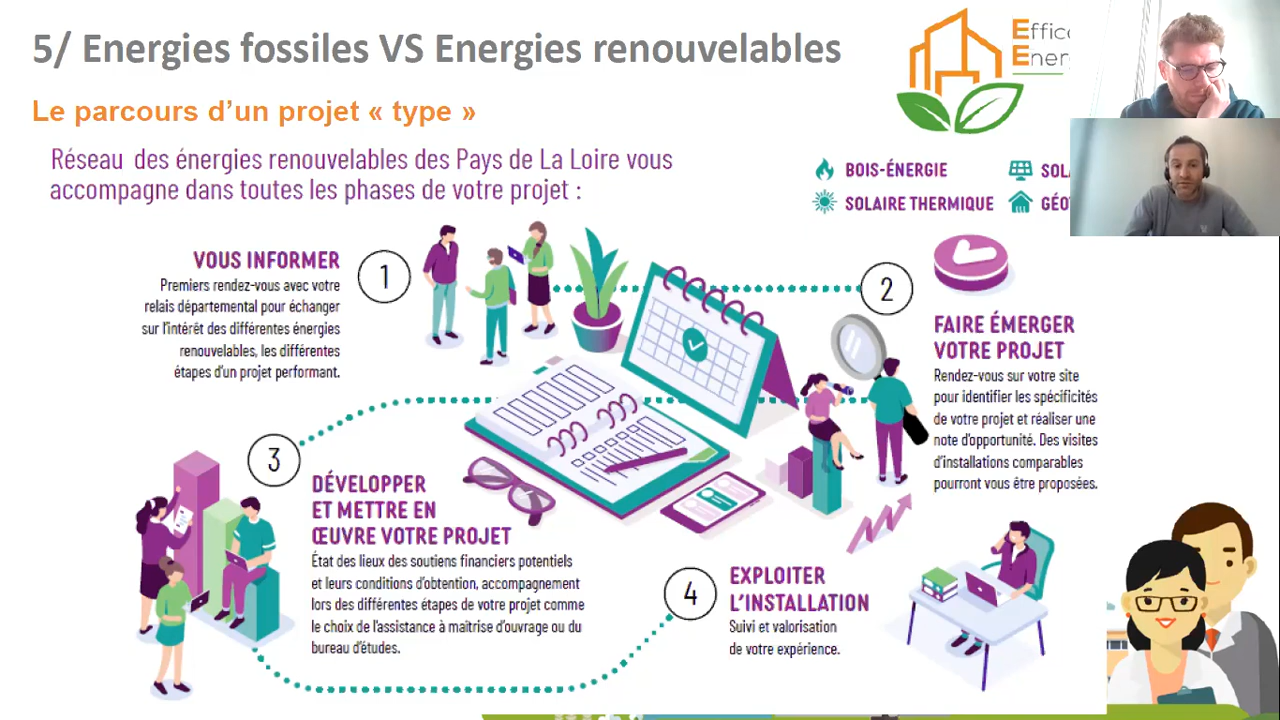 5/ Energies fossiles VS Energies renouvelables
Le parcours d’un projet « type »
Réseau des énergies renouvelables des Pays de La Loire vous
accompagne dans toutes les phases de votre projet :
BOIS-ÉNERGIE
SOLAIRE THERMIQUE
1
VOUS INFORMER
Premiers rendez-vous avec votre
relais départemental pour échanger
sur l'intérêt des différentes énergies
renouvelables, les différentes
étapes d'un projet performant.
2
FAIRE ÉMERGER
VOTRE PROJET
Rendez-vous sur votre site
pour identifier les spécificités
de votre projet et réaliser une
note d'opportunité. Des visites
d'installations comparables
pourront vous être proposées.
3
DÉVELOPPER
ET METTRE EN
ŒUVRE VOTRE PROJET
État des lieux des soutiens financiers potentiels
et leurs conditions d'obtention, accompagnement
lors des différentes étapes de votre projet comme
le choix de l'assistance à maîtrise d'ouvrage ou du
bureau d'études.
4
EXPLOITER
L'INSTALLATION
Suivi et valorisation
de votre expérience.